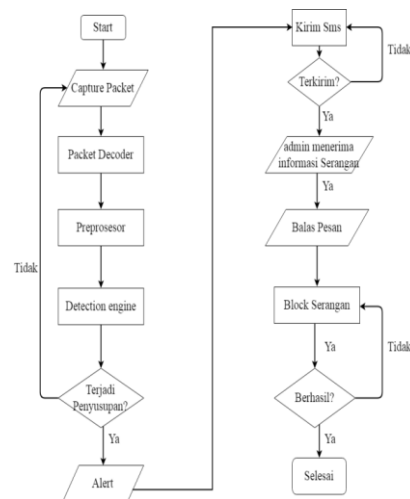 Start
Capture Packet
Packet Decoder
Preprosesor
Detection engine
Tidak
Terjadi
Penyusupan?
Ya
Alert
Kirim Sms
Tidak
Terkirim?
Ya
admin menerima
informasi Serangan
Ya
Balas Pesan
Block Serangan
Ya
Tidak
Berhasil?
Ya
Selesai